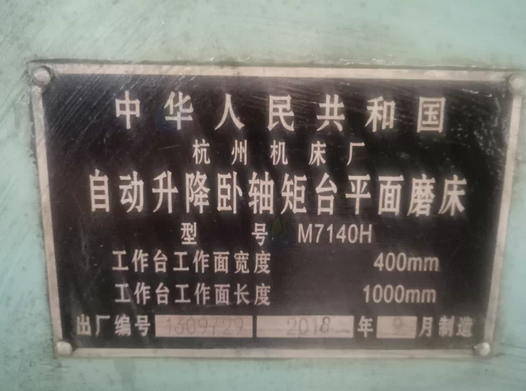 中华人民共和国
杭州机床厂
自动升降卧轴矩台平面磨床
型 号 M7140H
工作台工作面宽度 400mm
工作台工作面长度 1000mm
出厂编号 2018 年 9 月制造